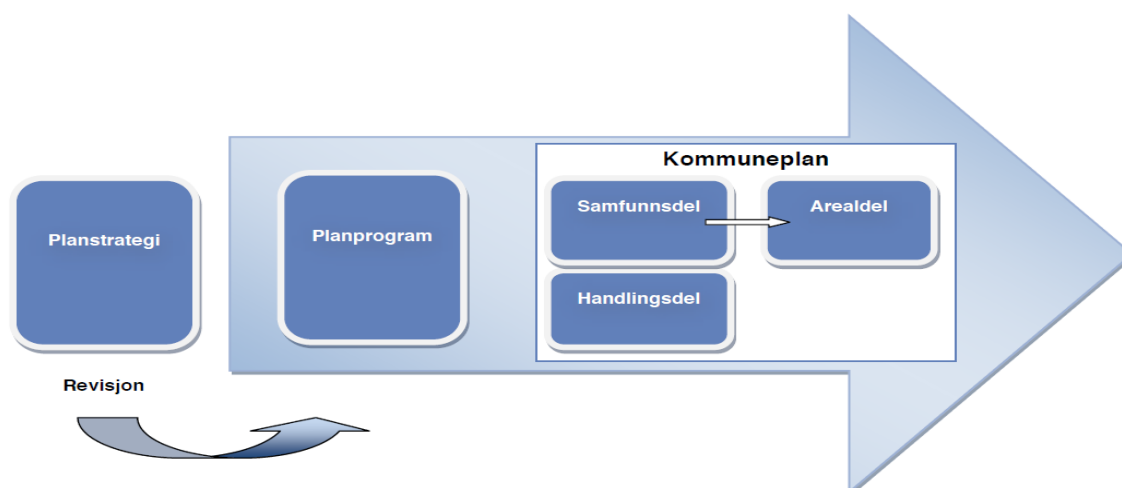 Planstrategi
Revisjon
Planprogram
Kommuneplan
Samfunnsdel
Arealdel
Handlingsdel